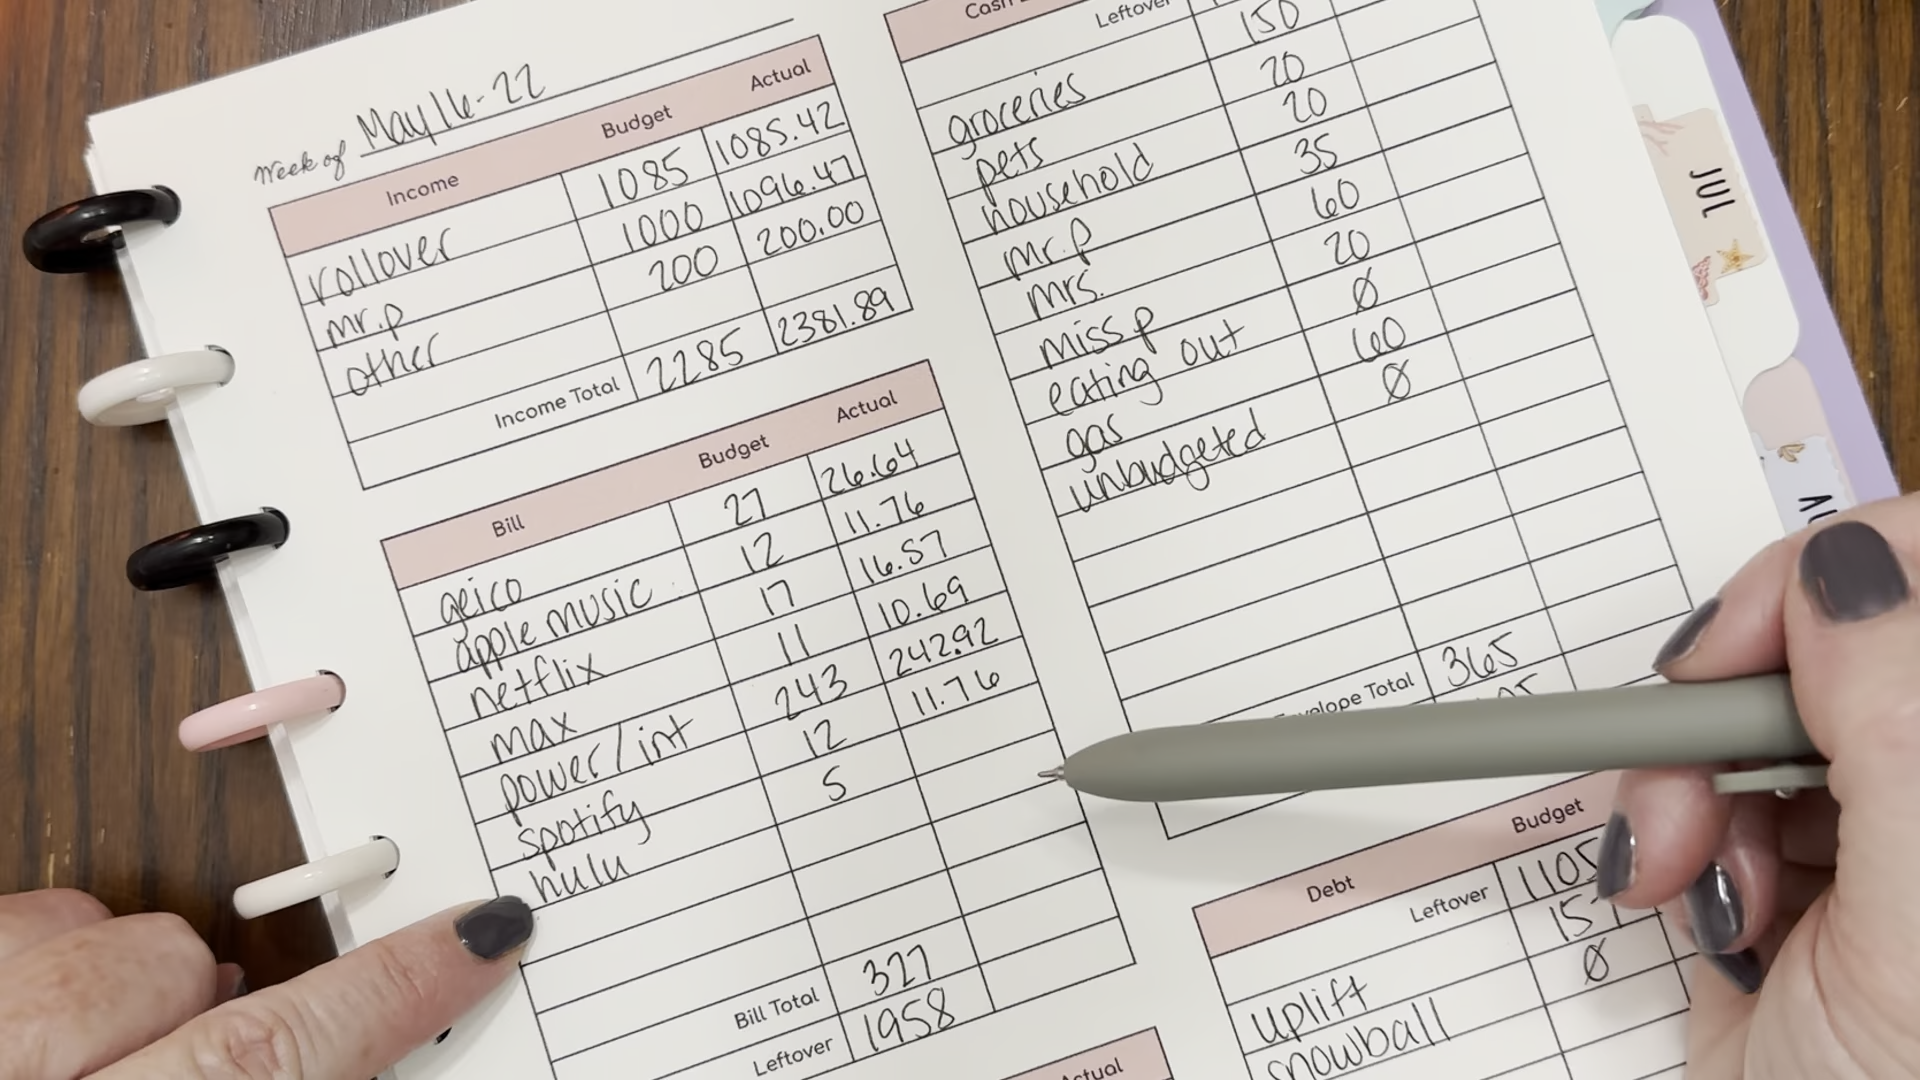 Week of May 16-22
Income Budget Actual
rollover 1085 1085.42
mr.p 1000 1096.47
other 200 200.00
Income Total 2285 2381.89
Bill Budget Actual
geico 27 26.64
apple music 12 11.76
netflix 17 16.57
max 11 10.69
power/int 243 242.92
spotify 12 11.76
hulu 5
Bill Total 327
Leftover 1958
Actual
Cash
Leftover
groceries 150
pets 20
household 20
mr.p 35
mrs. 60
miss p 20
eating out Ø
gas 60
unbudgeted Ø
Envelope Total 365
Debt Budget
Leftover 1105
uplift 157
snowball Ø
JUL